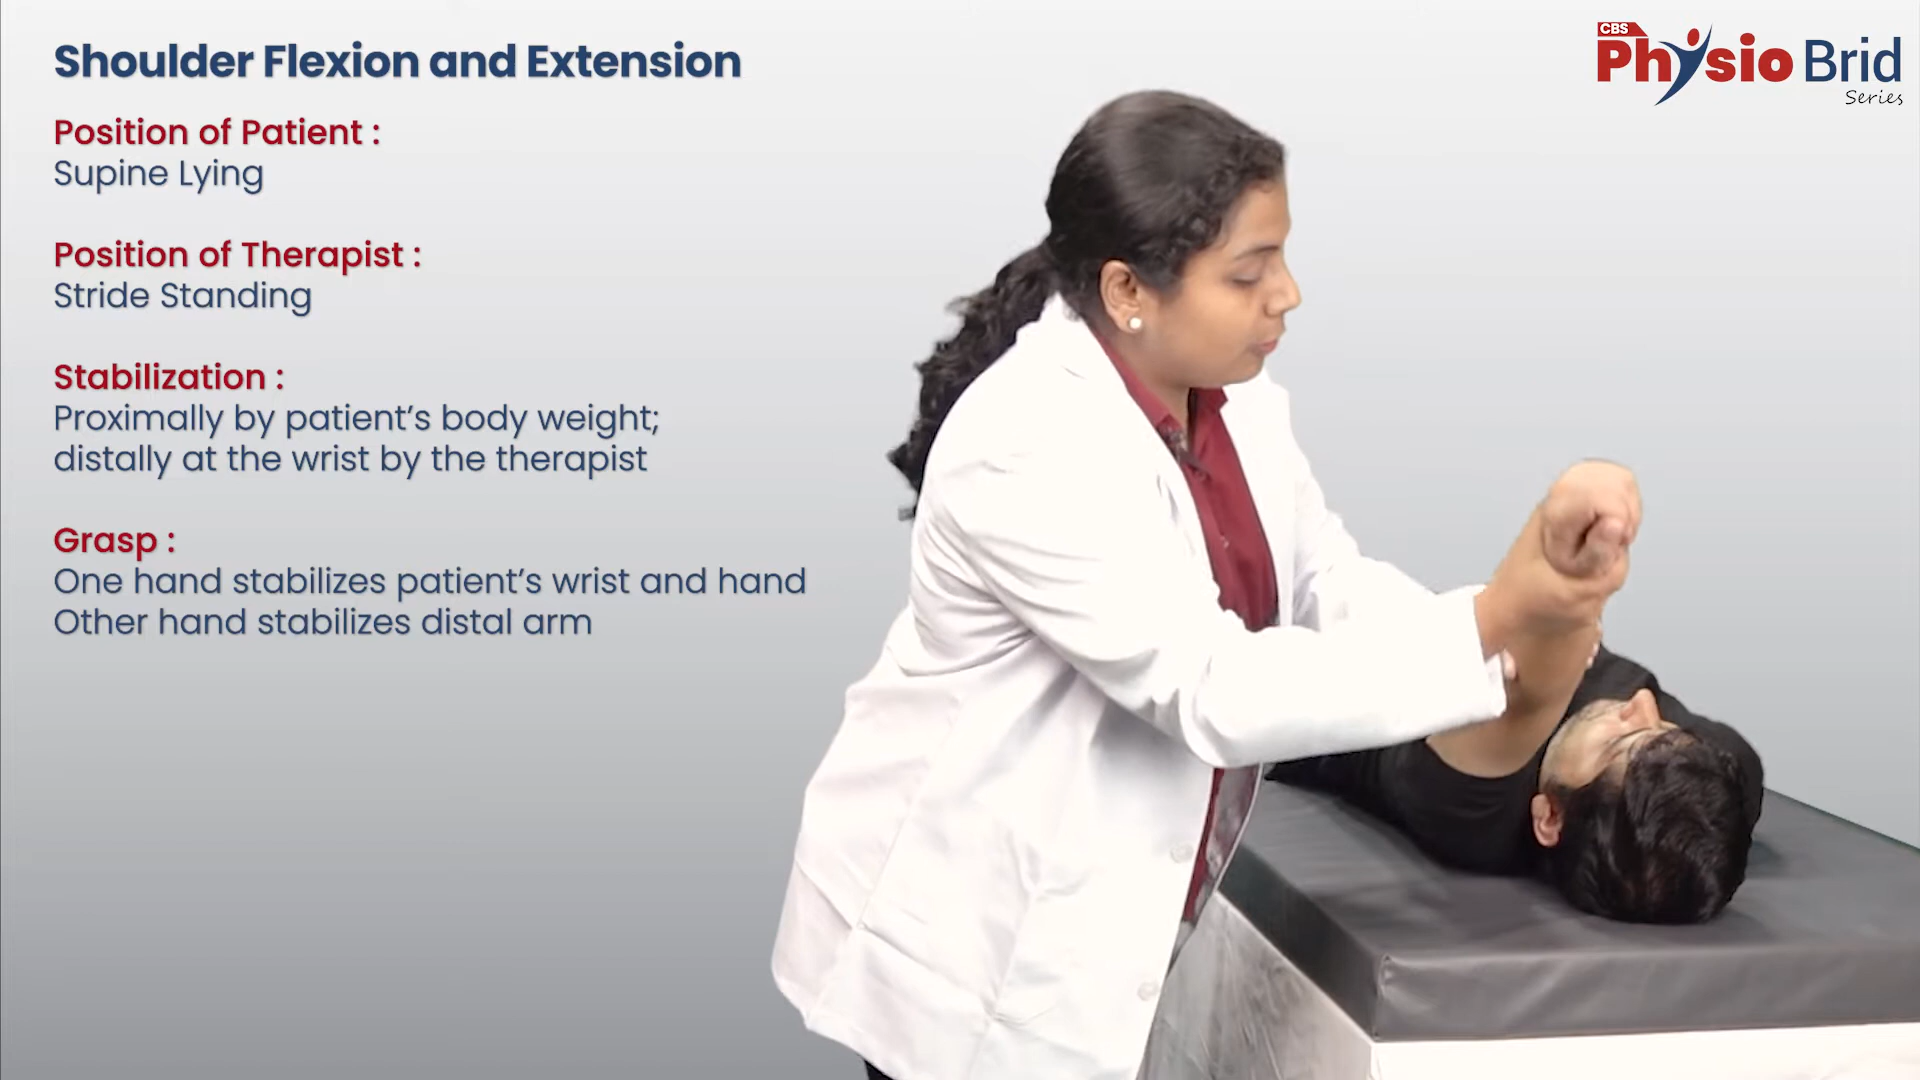 Shoulder Flexion and Extension
Position of Patient :
Supine Lying
Position of Therapist :
Stride Standing
Stabilization :
Proximally by patient's body weight;
distally at the wrist by the therapist
Grasp :
One hand stabilizes patient's wrist and hand
Other hand stabilizes distal arm
CBS
Physio Brid
Series